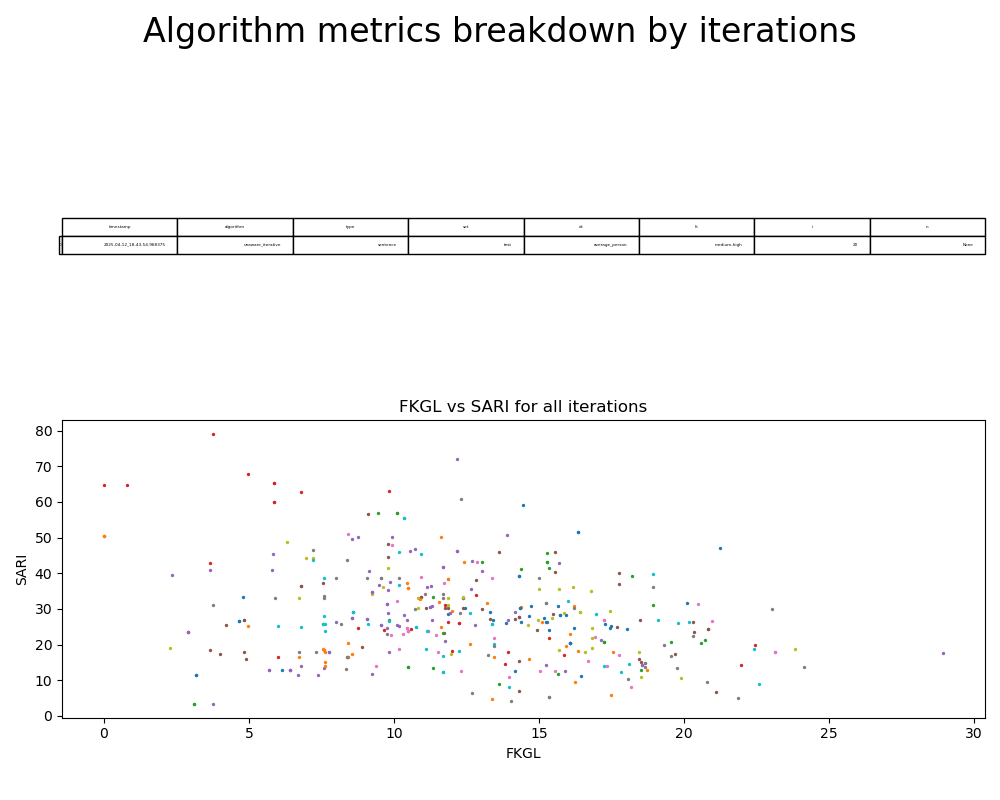 Algorithm metrics breakdown by iterations
timestamp algorithm type set i n
2025-04-12_18-43-54-968375 unaware_iterative sentence test average_person medium-high 20 None
FKGL vs SARI for all iterations
80
70
60
50
40
30
20
10
0
SARI
0 5 10 15 20 25 30
FKGL